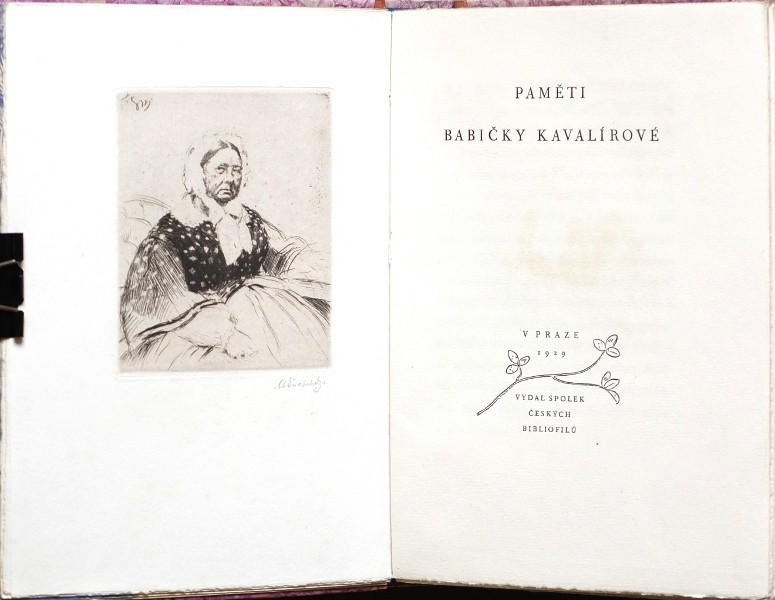 PAMĚTI
BABIČKY KAVALÍROVÉ
V PRAZE
1929
VYDAL SPOLEK
ČESKÝCH
BIBLIOFILŮ